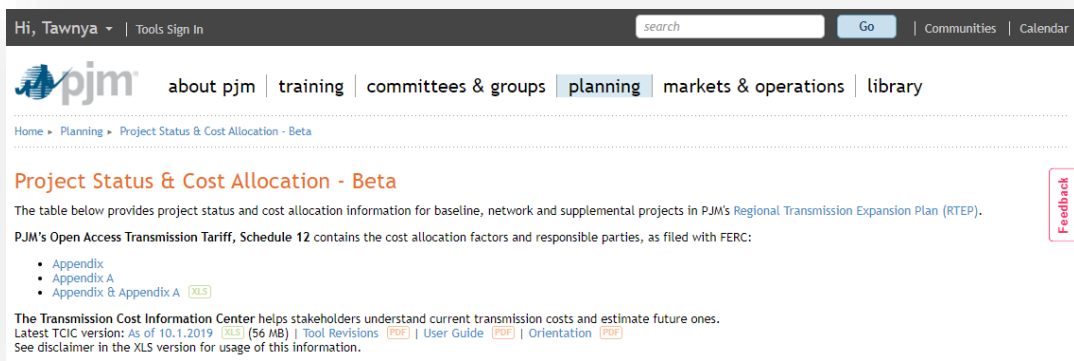 Hi, Tawnya | Tools Sign In search Go | Communities | Calendar
pjm about pjm | training | committees & groups | planning | markets & operations | library
Home ▸ Planning ▸ Project Status & Cost Allocation - Beta
Project Status & Cost Allocation - Beta
Feedback
The table below provides project status and cost allocation information for baseline, network and supplemental projects in PJM's Regional Transmission Expansion Plan (RTEP).
PJM's Open Access Transmission Tariff, Schedule 12 contains the cost allocation factors and responsible parties, as filed with FERC:
• Appendix
• Appendix A
• Appendix & Appendix A XLS
The Transmission Cost Information Center helps stakeholders understand current transmission costs and estimate future ones.
Latest TCIC version: As of 10.1.2019 XLS (56 MB) | Tool Revisions PDF | User Guide PDF | Orientation PDF
See disclaimer in the XLS version for usage of this information.